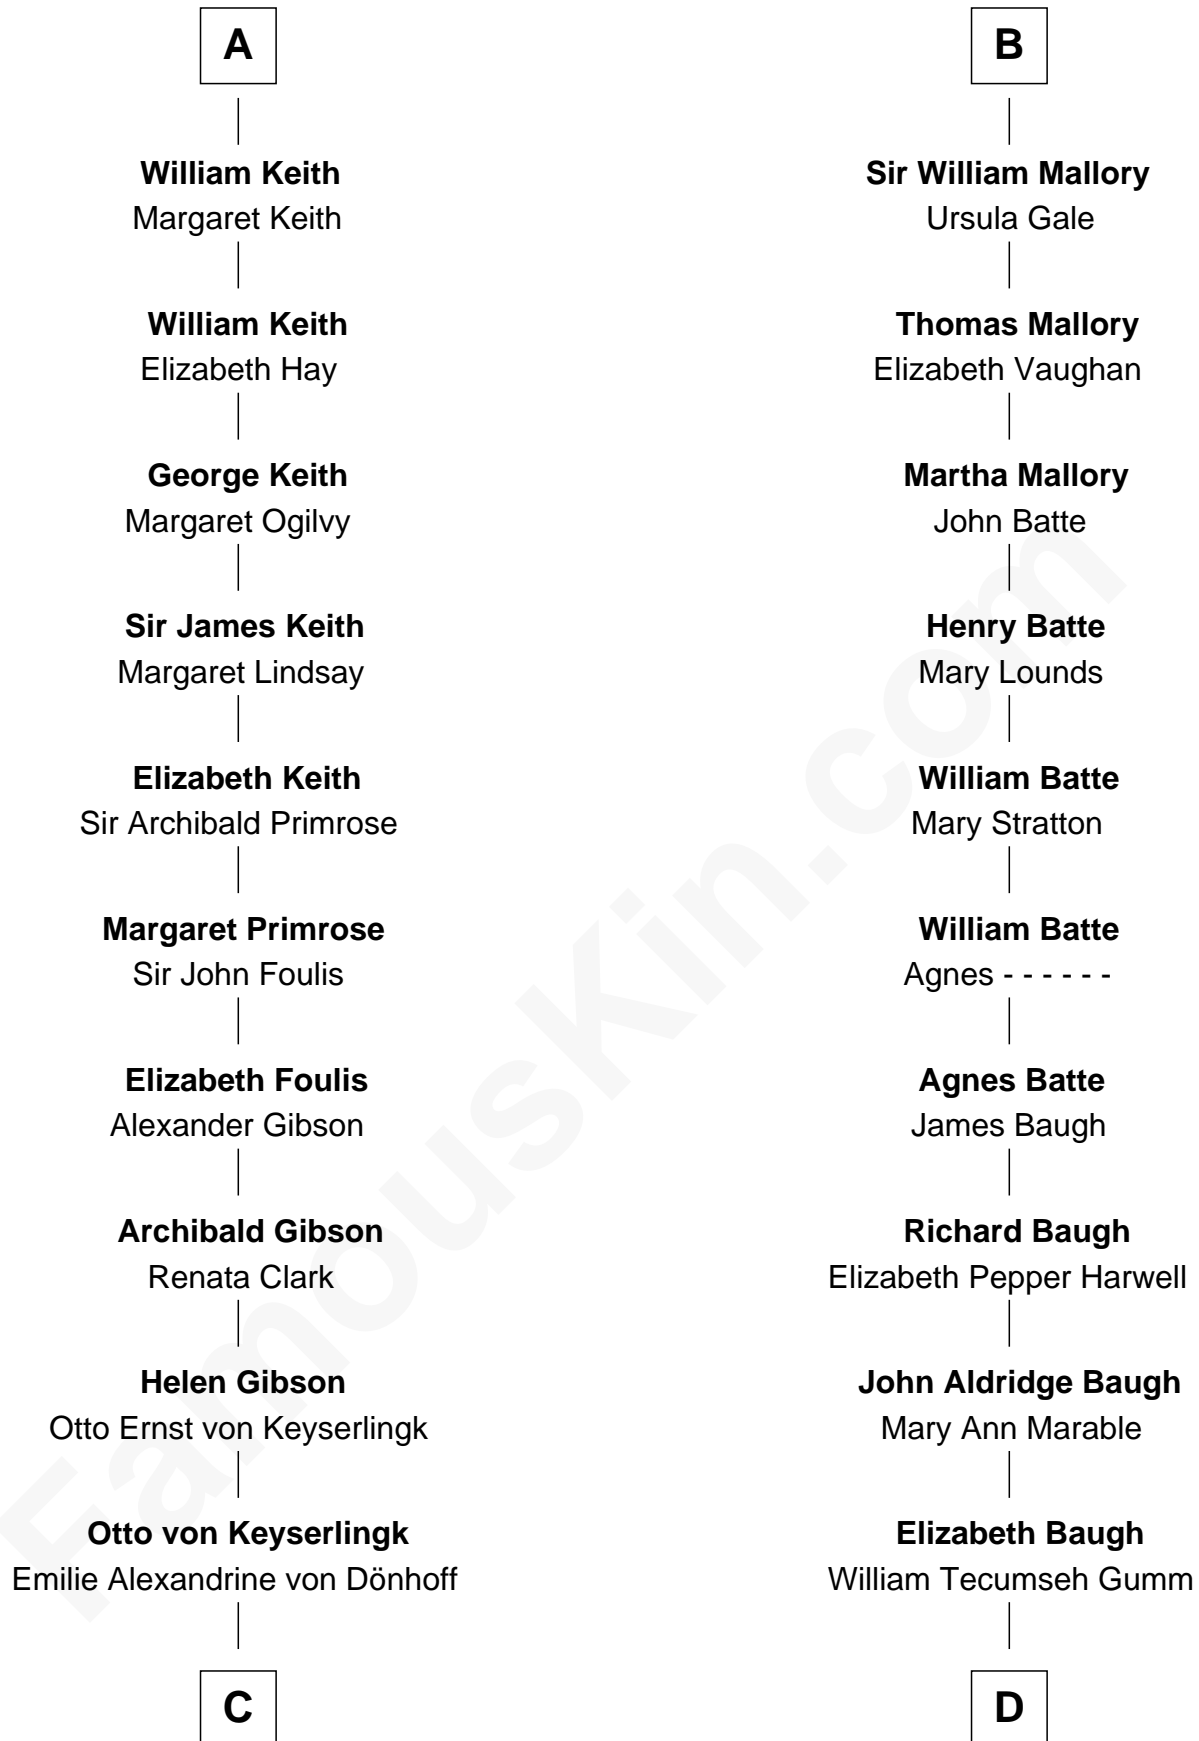 A
William Keith
Margaret Keith
William Keith
Elizabeth Hay
George Keith
Margaret Ogilvy
Sir James Keith
Margaret Lindsay
Elizabeth Keith
Sir Archibald Primrose
Margaret Primrose
Sir John Foulis
Elizabeth Foulis
Alexander Gibson
Archibald Gibson
Renata Clark
Helen Gibson
Otto Ernst von Keyserlingk
Otto von Keyserlingk
Emilie Alexandrine von Dönhoff
C
B
Sir William Mallory
Ursula Gale
Thomas Mallory
Elizabeth Vaughan
Martha Mallory
John Batte
Henry Batte
Mary Lounds
William Batte
Mary Stratton
William Batte
Agnes - - - - - -
Agnes Batte
James Baugh
Richard Baugh
Elizabeth Pepper Harwell
John Aldridge Baugh
Mary Ann Marable
Elizabeth Baugh
William Tecumseh Gumm
D
FamousKin.com